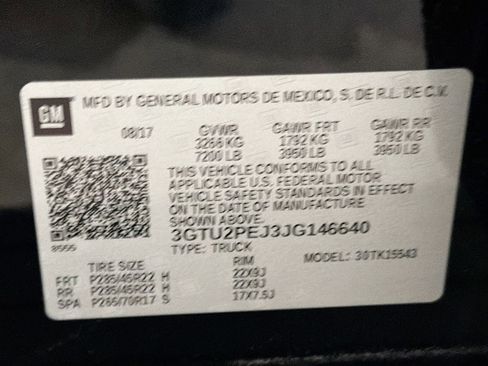 GM
MFD BY GENERAL MOTORS DE MEXICO, S. DE R.L. DE C.V.
08/17 GVWR GAWR FRT GAWR RR
3266 KG 1792 KG 1792 KG
7200 LB 3950 LB 3950 LB
THIS VEHICLE CONFORMS TO ALL
APPLICABLE U.S. FEDERAL MOTOR
VEHICLE SAFETY STANDARDS IN EFFECT
ON THE DATE OF MANUFACTURE
SHOWN ABOVE.
3GTU2PEJ3JG146640
8555
TYPE: TRUCK MODEL: 30TK15543
TIRE SIZE RIM
FRT P285/45R22 H 22X9J
RR P285/45R22 H 22X9J
SPA P265/70R17 S 17X7.5J